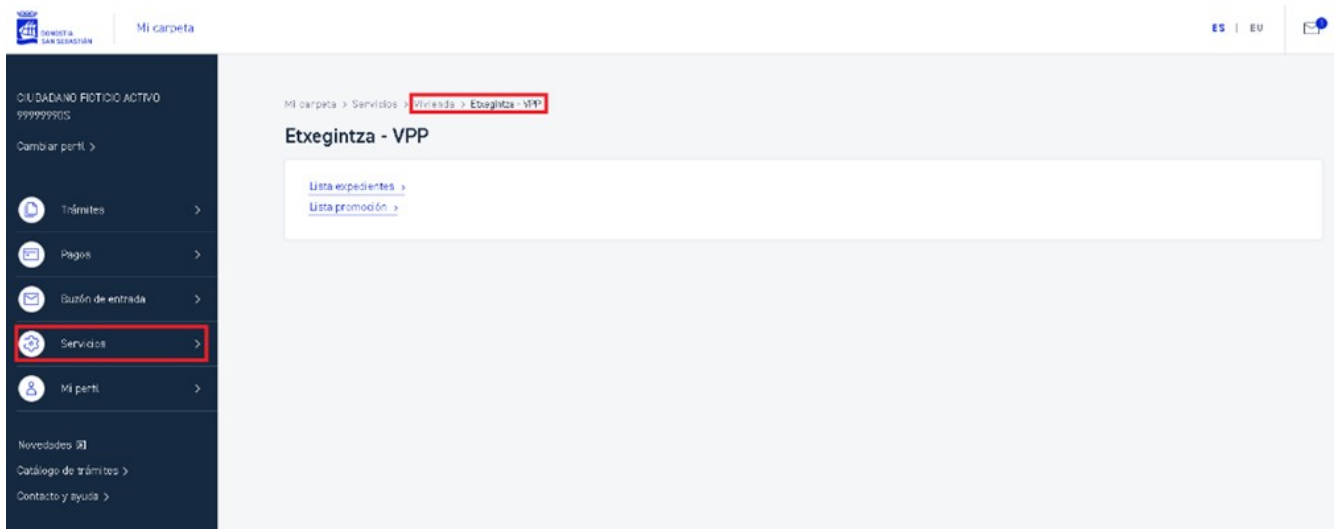 DONOSTIA
SAN SEBASTIÁN
Mi carpeta
ES | EU
CIUDADANO FICTICIO ACTIVO
99999990S
Cambiar perfil >
Trámites >
Pagos >
Buzón de entrada >
Servicios >
Mi perfil >
Novedades
Catálogo de trámites >
Contacto y ayuda >
Mi carpeta > Servicios > Vivienda > Etxegintza - VPP
Etxegintza - VPP
Lista expedientes >
Lista promoción >